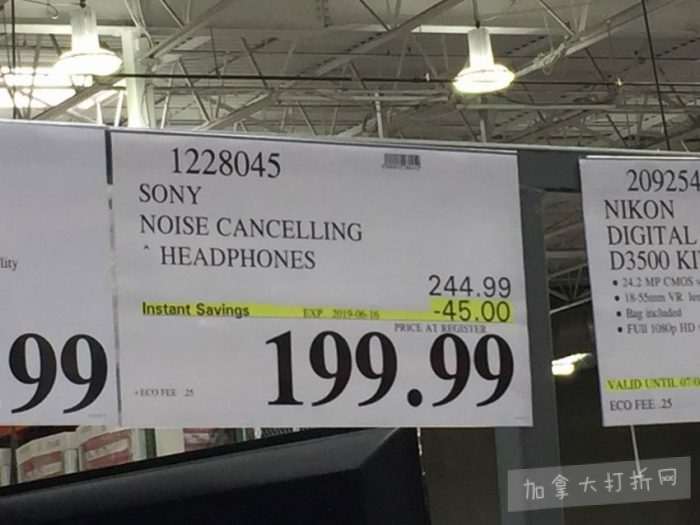 1228045
SONY
NOISE CANCELLING
^ HEADPHONES
244.99
Instant Savings EXP 2019-06-16 -45.00
PRICE AT REGISTER
199.99
+ECO FEE .25
lity
.99
209254
NIKON
DIGITAL
D3500 KI
• 24.2 MP CMOS
• 18-55mm VR
• Bag included
• FUll 1080p HD
VALID UNTIL 07/0
ECO FEE .25
加拿大打折网